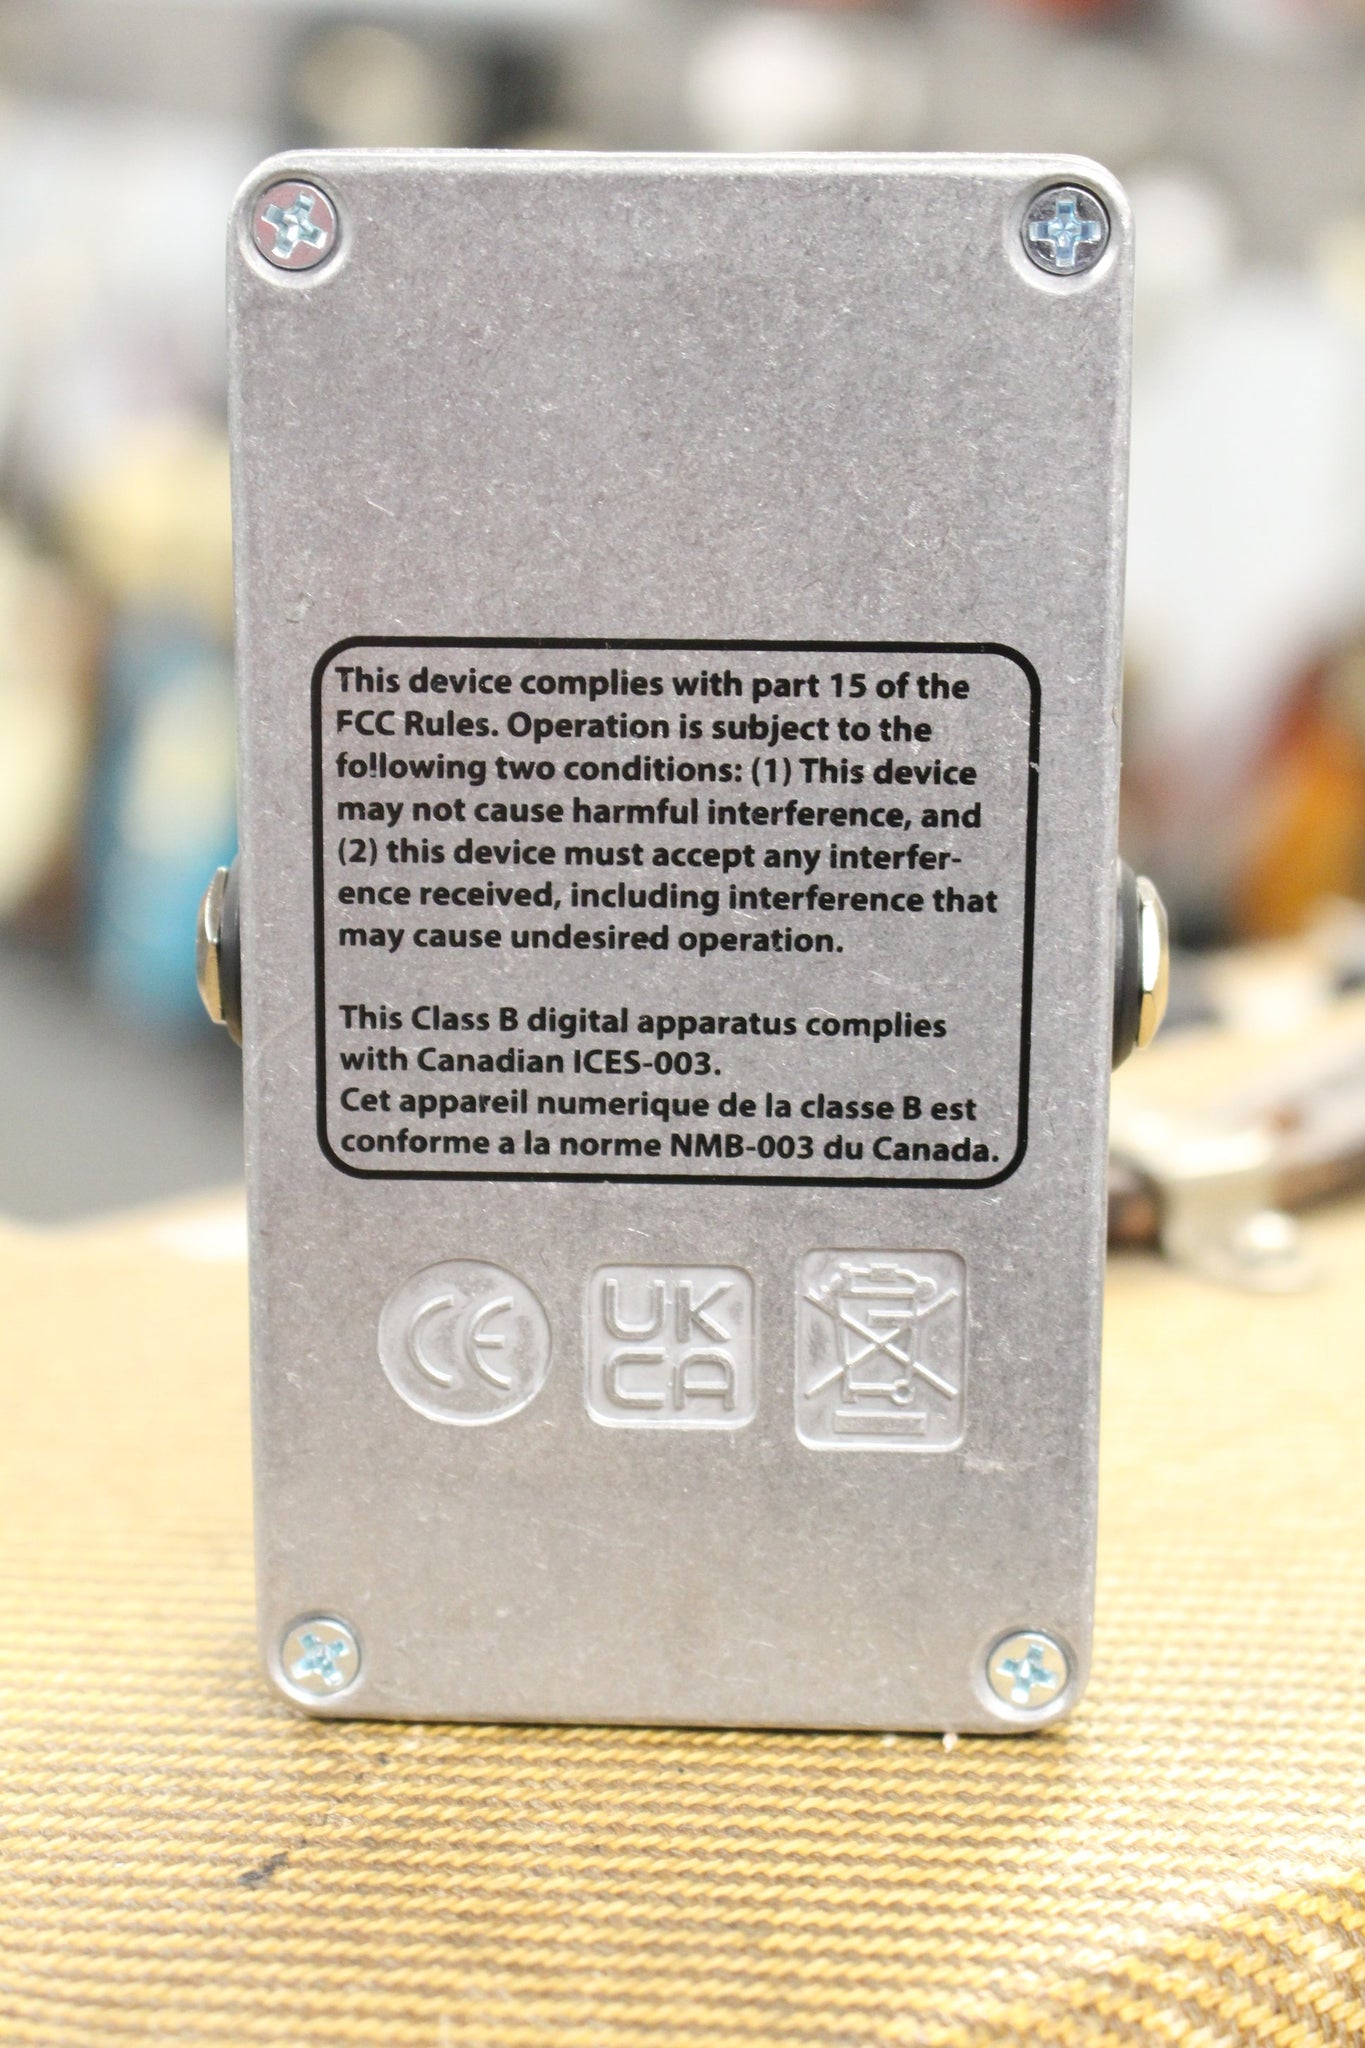 This device complies with part 15 of the
FCC Rules. Operation is subject to the
following two conditions: (1) This device
may not cause harmful interference, and
(2) this device must accept any interfer-
ence received, including interference that
may cause undesired operation.
This Class B digital apparatus complies
with Canadian ICES-003.
Cet appareil numerique de la classe B est
conforme a la norme NMB-003 du Canada.
CE
UK
CA